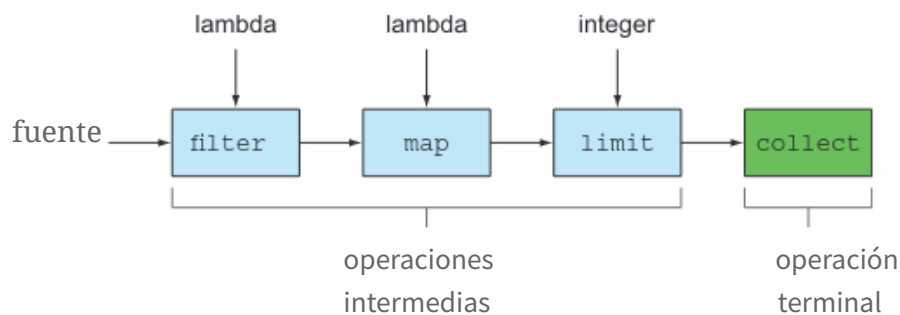 lambda lambda integer
fuente filter map limit collect
operaciones operación
intermedias terminal